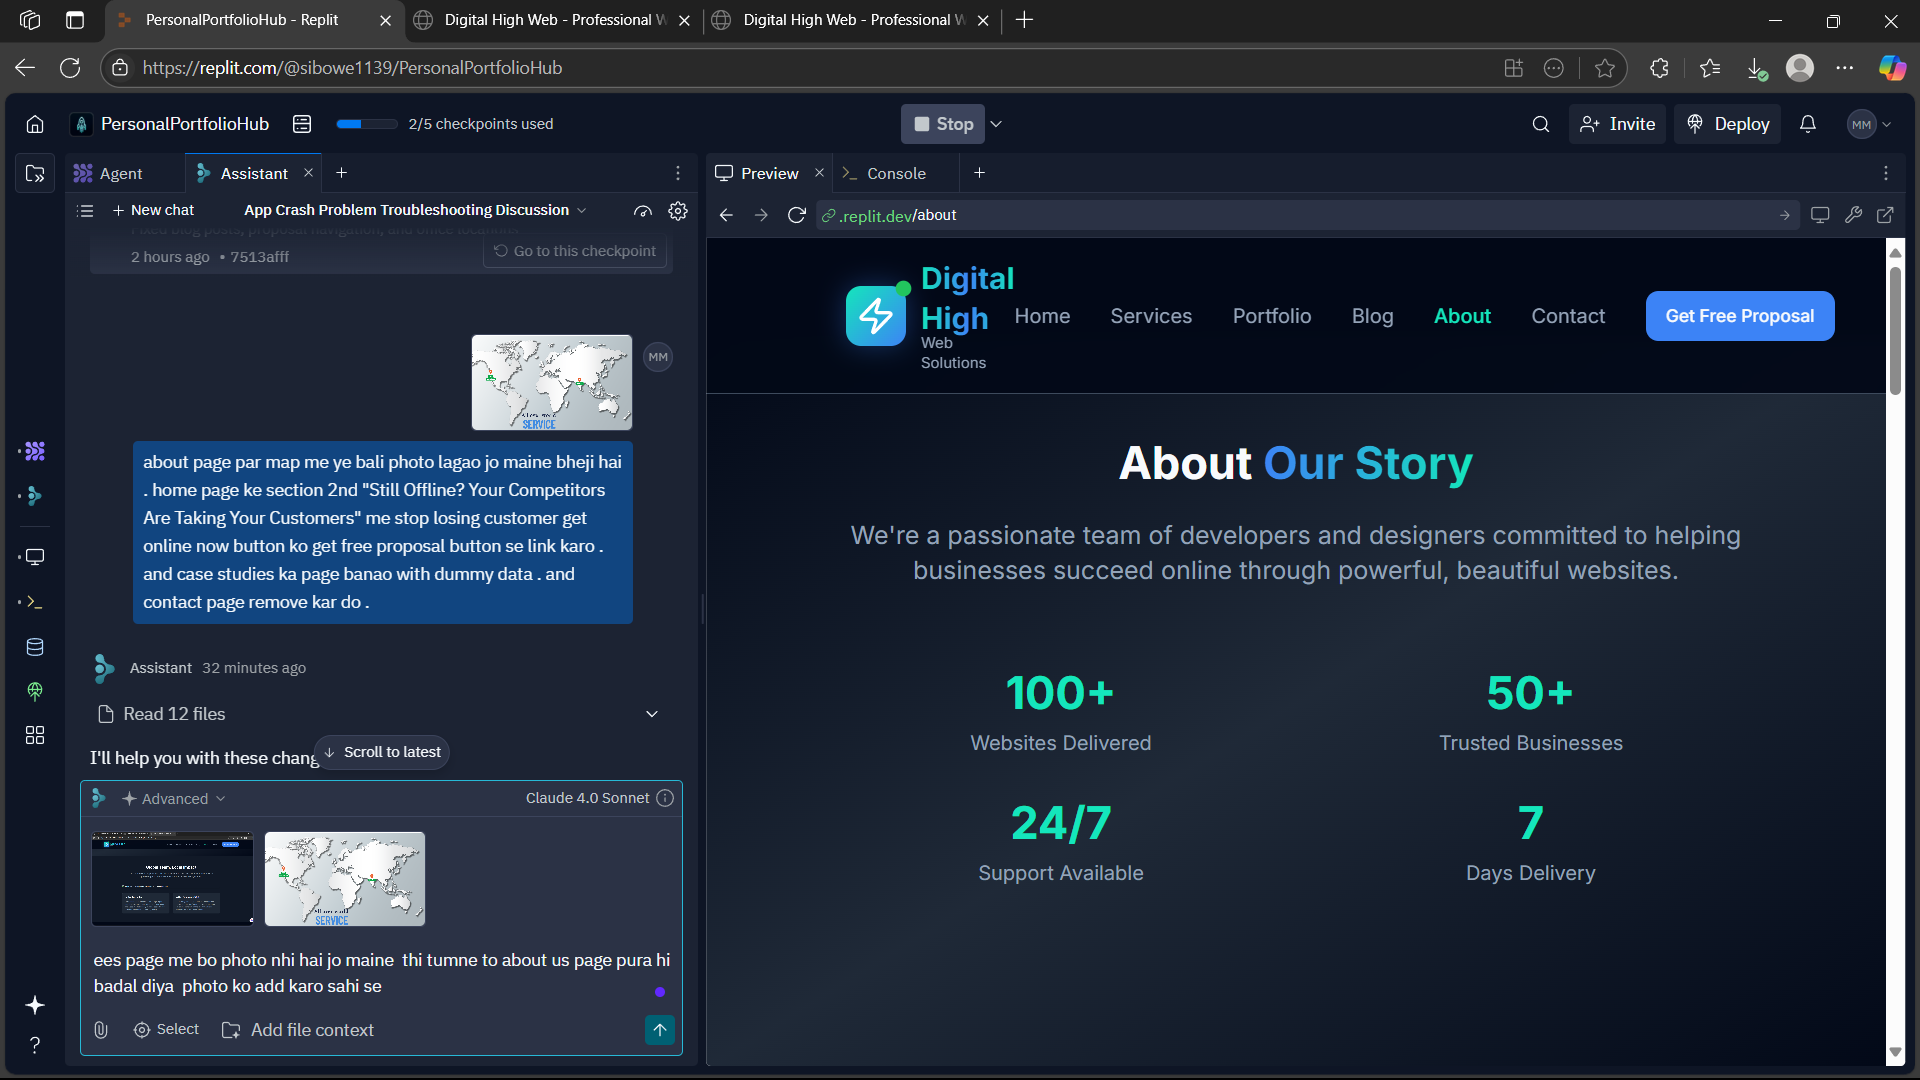 PersonalPortfolioHub - Replit
Digital High Web - Professional W
Digital High Web - Professional W
https://replit.com/@sibowe1139/PersonalPortfolioHub
PersonalPortfolioHub
2/5 checkpoints used
Stop
Invite
Deploy
MM
Agent
Assistant
Preview
Console
New chat
App Crash Problem Troubleshooting Discussion
.replit.dev/about
Fixed blog posts, proposal navigation, and office locations
2 hours ago • 7513afff
Go to this checkpoint
SERVICE
MM
about page par map me ye bali photo lagao jo maine bheji hai
. home page ke section 2nd "Still Offline? Your Competitors
Are Taking Your Customers" me stop losing customer get
online now button ko get free proposal button se link karo .
and case studies ka page banao with dummy data . and
contact page remove kar do .
Assistant 32 minutes ago
Read 12 files
I'll help you with these chang
Scroll to latest
Advanced
Claude 4.0 Sonnet
SERVICE
ees page me bo photo nhi hai jo maine  thi tumne to about us page pura hi
badal diya  photo ko add karo sahi se
Select
Add file context
Digital
High
Web
Solutions
Home
Services
Portfolio
Blog
About
Contact
Get Free Proposal
About Our Story
We're a passionate team of developers and designers committed to helping
businesses succeed online through powerful, beautiful websites.
100+
Websites Delivered
50+
Trusted Businesses
24/7
Support Available
7
Days Delivery